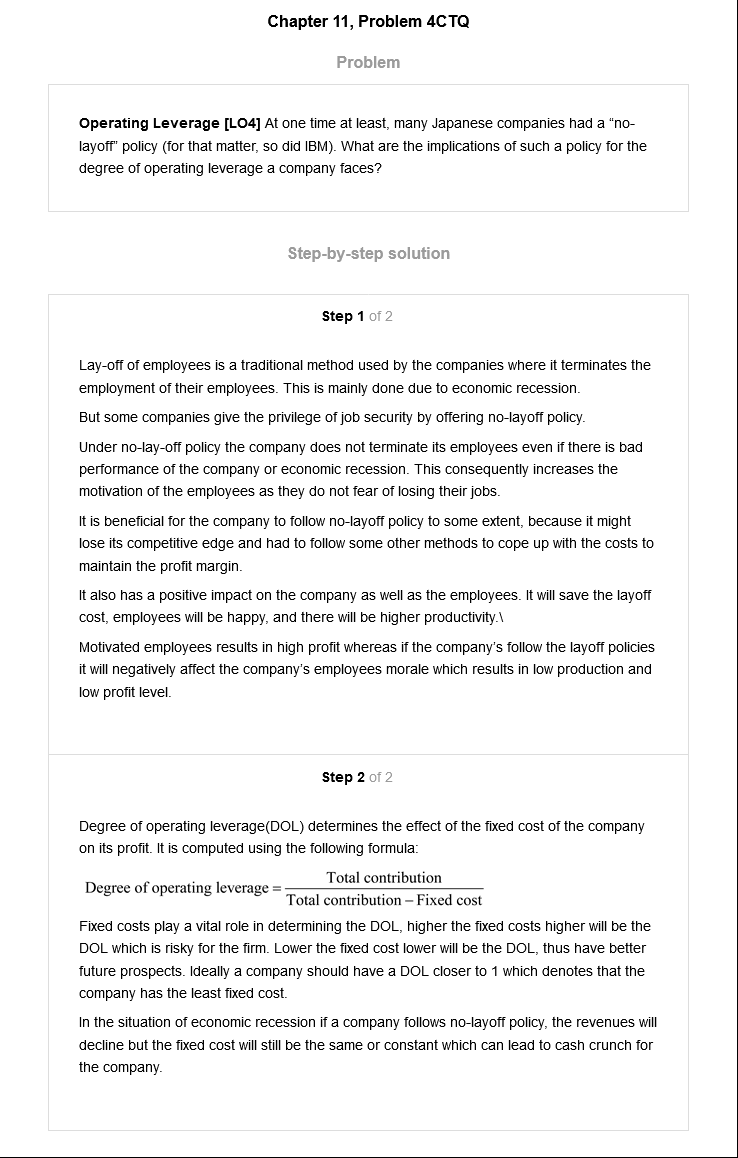 Chapter 11, Problem 4CTQ
Problem
Operating Leverage [LO4] At one time at least, many Japanese companies had a “no-
layoff” policy (for that matter, so did IBM). What are the implications of such a policy for the
degree of operating leverage a company faces?
Step-by-step solution
Step 1 of 2
Lay-off of employees is a traditional method used by the companies where it terminates the
employment of their employees. This is mainly done due to economic recession.
But some companies give the privilege of job security by offering no-layoff policy.
Under no-lay-off policy the company does not terminate its employees even if there is bad
performance of the company or economic recession. This consequently increases the
motivation of the employees as they do not fear of losing their jobs.
It is beneficial for the company to follow no-layoff policy to some extent, because it might
lose its competitive edge and had to follow some other methods to cope up with the costs to
maintain the profit margin.
It also has a positive impact on the company as well as the employees. It will save the layoff
cost, employees will be happy, and there will be higher productivity.\
Motivated employees results in high profit whereas if the company’s follow the layoff policies
it will negatively affect the company’s employees morale which results in low production and
low profit level.
Step 2 of 2
Degree of operating leverage(DOL) determines the effect of the fixed cost of the company
on its profit. It is computed using the following formula:
Total contribution
Degree of operating leverage =
Total contribution – Fixed cost
Fixed costs play a vital role in determining the DOL, higher the fixed costs higher will be the
DOL which is risky for the firm. Lower the fixed cost lower will be the DOL, thus have better
future prospects. Ideally a company should have a DOL closer to 1 which denotes that the
company has the least fixed cost.
In the situation of economic recession if a company follows no-layoff policy, the revenues will
decline but the fixed cost will still be the same or constant which can lead to cash crunch for
the company.